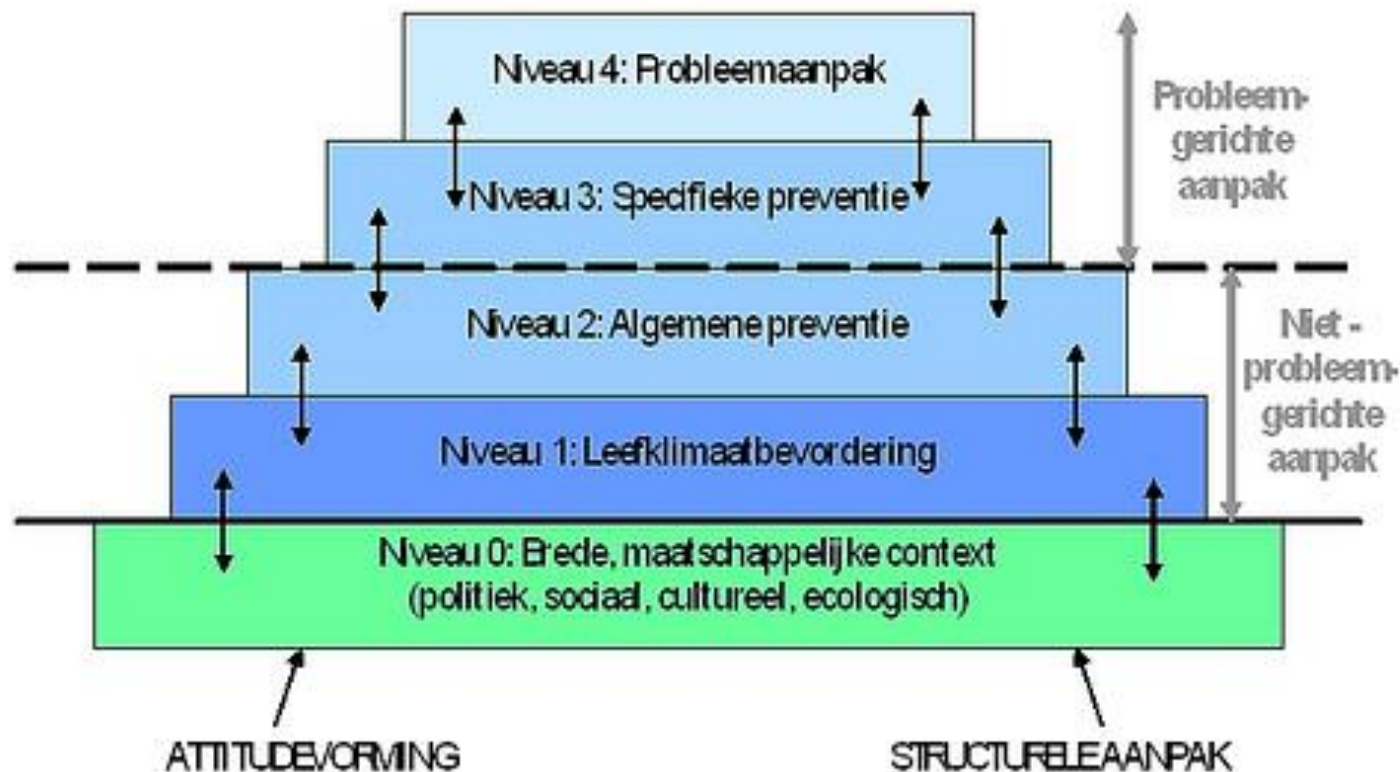 Niveau 4: Probleemaanpak
Probleem-
gerichte
aanpak
Niveau 3: Specifieke preventie
Niveau 2: Algemene preventie
Niet -
probleem-
gerichte
aanpak
Niveau 1: Leefklimaatbevordering
Niveau 0: Brede, maatschappelijke context
(politiek, sociaal, cultureel, ecologisch)
ATTITUDEVORMING
STRUCTURELE AANPAK